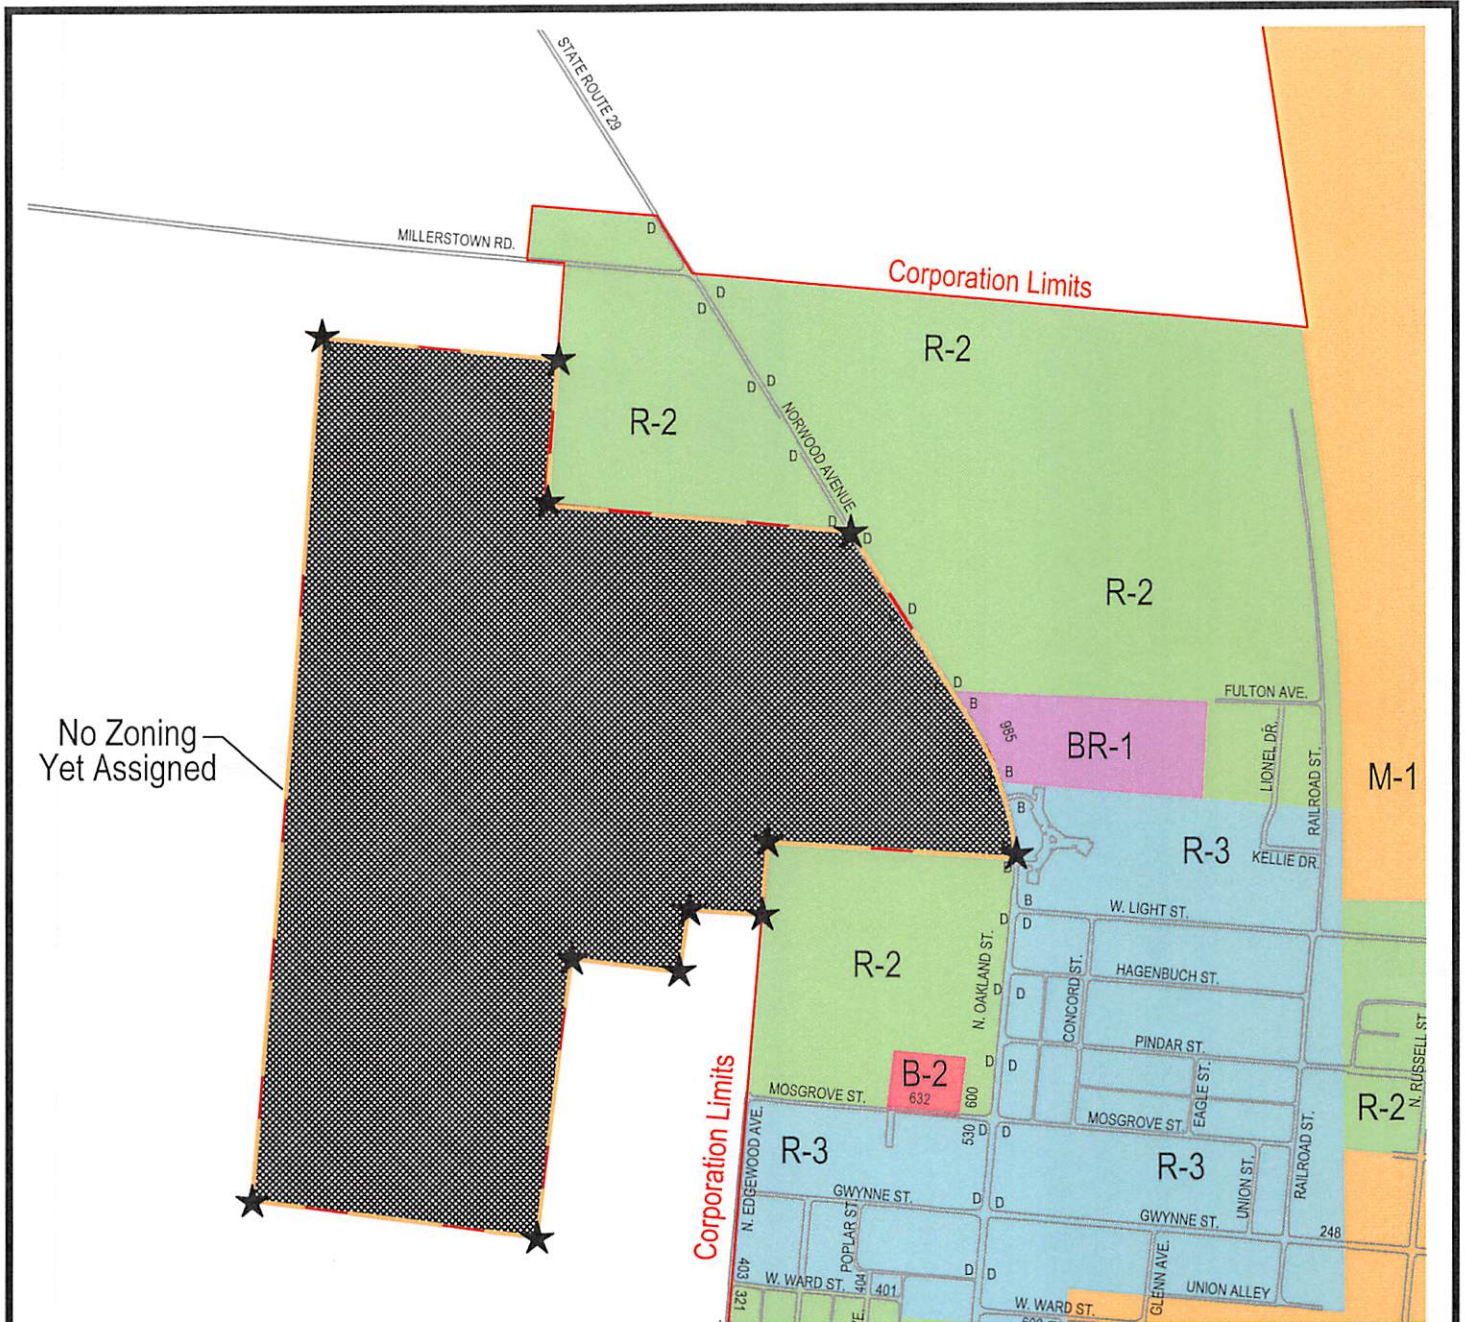 STATE ROUTE 29
MILLERSTOWN RD.
D
Corporation Limits
D
D
R-2
D
D
R-2
NORWOOD AVENUE
D
D
D
R-2
D
D
FULTON AVE.
B
985
BR-1
LIONEL DR.
RAILROAD ST.
No Zoning
Yet Assigned
B
M-1
B
R-3
KELLIE DR.
B
B
W. LIGHT ST.
D
D
R-2
N. OAKLAND ST.
CONCORD ST.
HAGENBUCH ST.
D
D
PINDAR ST.
N. RUSSELL ST.
B-2
632
D
D
EAGLE ST.
Corporation Limits
MOSGROVE ST.
600
MOSGROVE ST.
R-2
530
D
D
N. EDGEWOOD AVE.
R-3
R-3
UNION ST.
RAILROAD ST.
GWYNNE ST.
D
D
POPLAR ST.
GWYNNE ST.
248
GLENN AVE.
403
W. WARD ST.
404
401
D
D
UNION ALLEY
321
W. WARD ST.